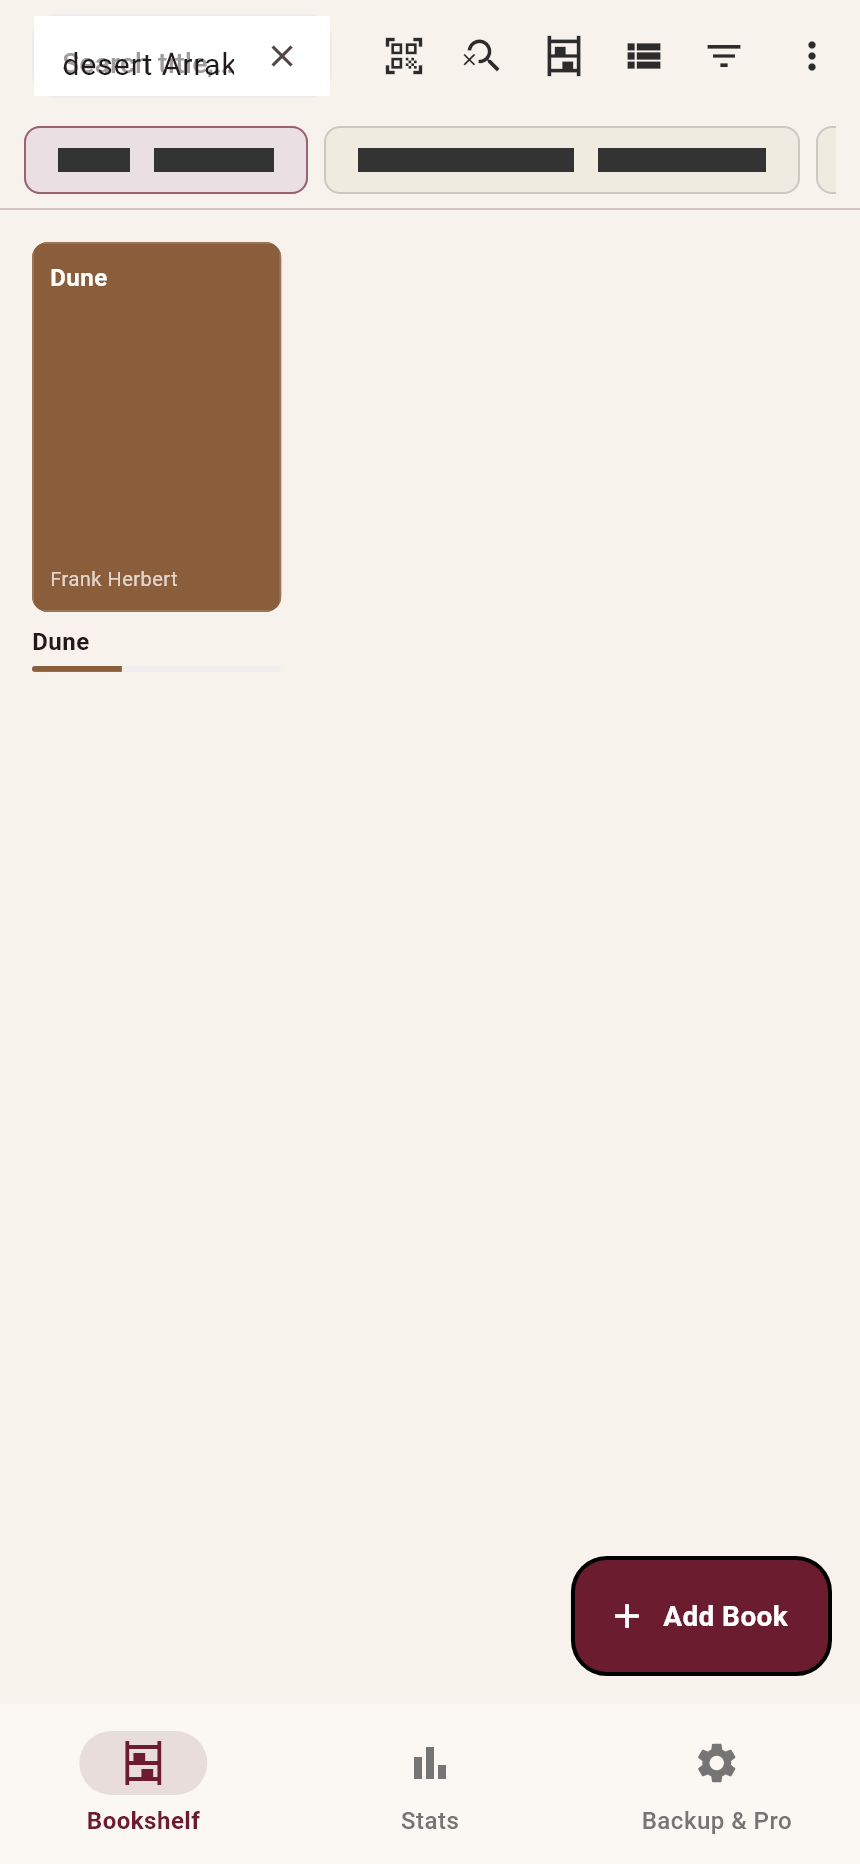 desert Arrak
Dune
Frank Herbert
Dune
Add Book
Bookshelf
Stats
Backup & Pro